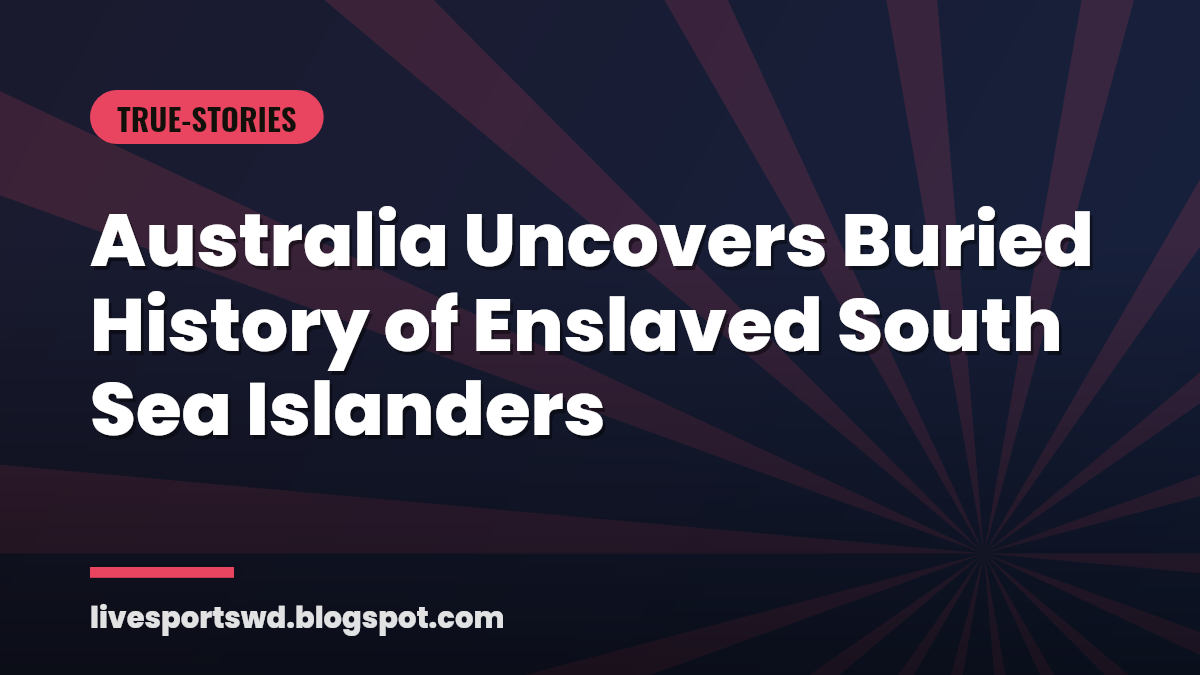 TRUE-STORIES
Australia Uncovers Buried
History of Enslaved South
Sea Islanders
livesportswd.blogspot.com